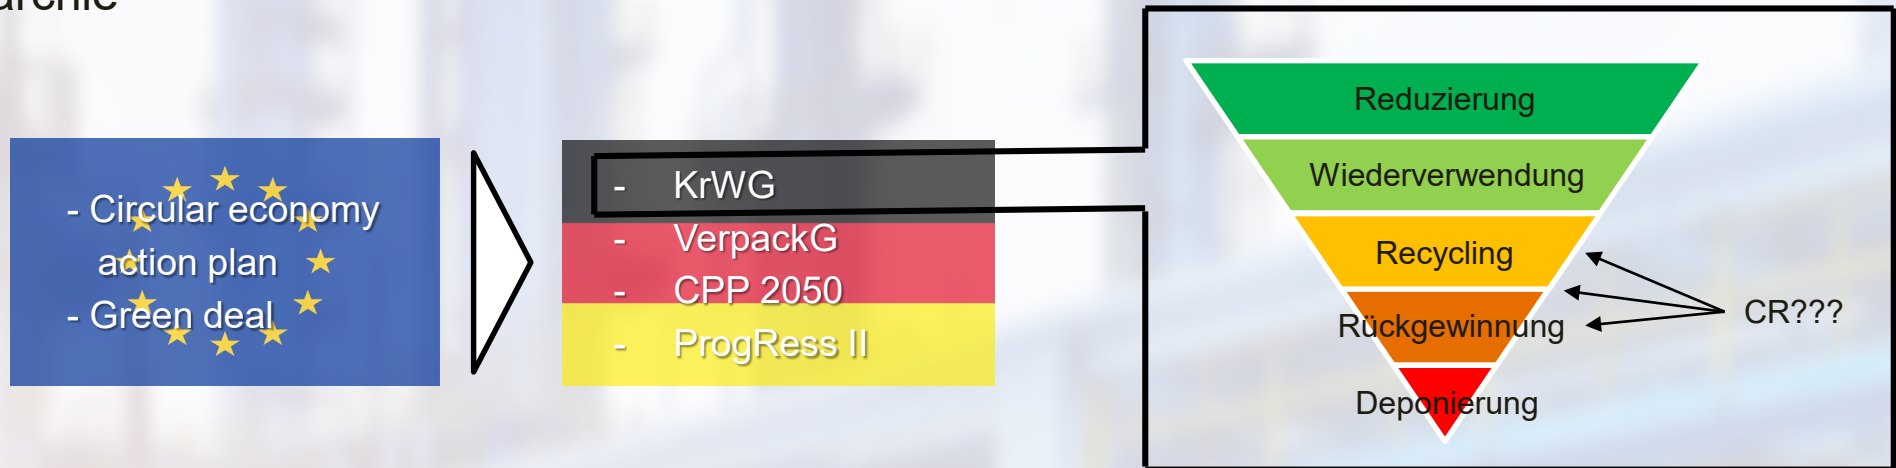 - Circular economy
action plan
- Green deal
- KrWG
- VerpackG
- CPP 2050
- ProgRess II
Reduzierung
Wiederverwendung
Recycling
Rückgewinnung
Deponierung
CR???